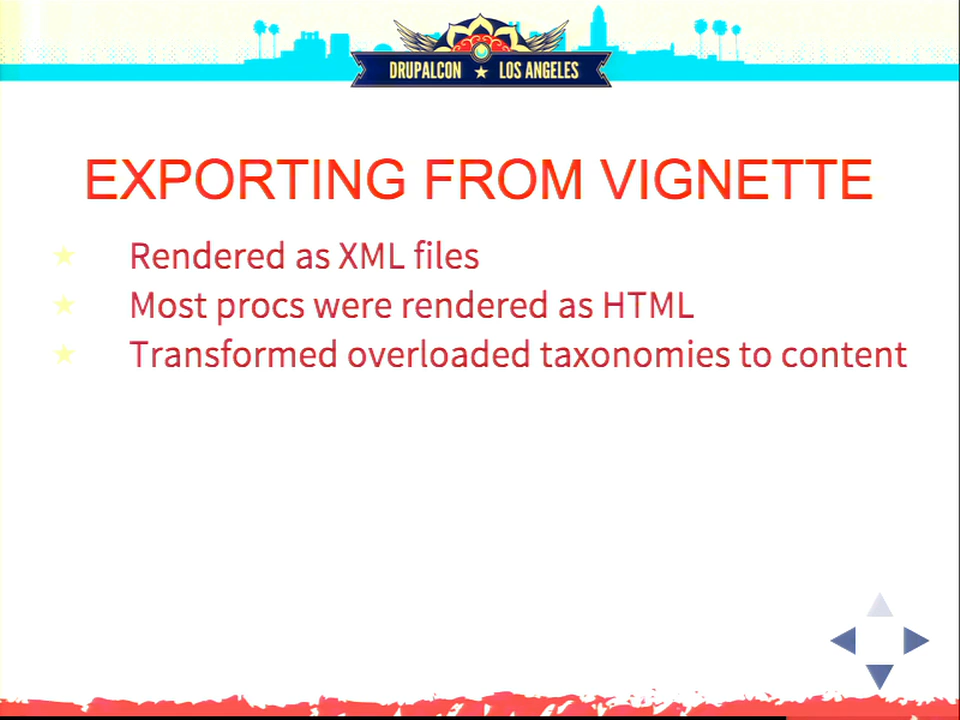 DRUPALCON ★ LOS ANGELES
EXPORTING FROM VIGNETTE
★ Rendered as XML files
★ Most procs were rendered as HTML
★ Transformed overloaded taxonomies to content